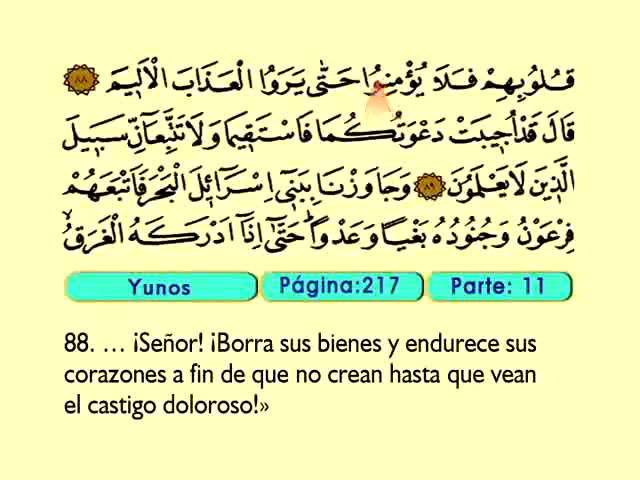 قُلُوبِهِمْ فَلَا يُؤْمِنُوا حَتَّىٰ يَرَوُا الْعَذَابَ الْأَلِيمَ ٨٨
قَالَ قَدْ أُجِيبَتْ دَعْوَتُكُمَا فَاسْتَقِيمَا وَلَا تَتَّبِعَانِّ سَبِيلَ
الَّذِينَ لَا يَعْلَمُونَ ٨٩ وَجَاوَزْنَا بِبَنِي إِسْرَائِيلَ الْبَحْرَ فَأَتْبَعَهُمْ
فِرْعَوْنُ وَجُنُودُهُ بَغْيًا وَعَدْوًا حَتَّىٰ إِذَا أَدْرَكَهُ الْغَرَقُ
Yunos Página:217 Parte: 11
88. … ¡Señor! ¡Borra sus bienes y endurece sus
corazones a fin de que no crean hasta que vean
el castigo doloroso!»